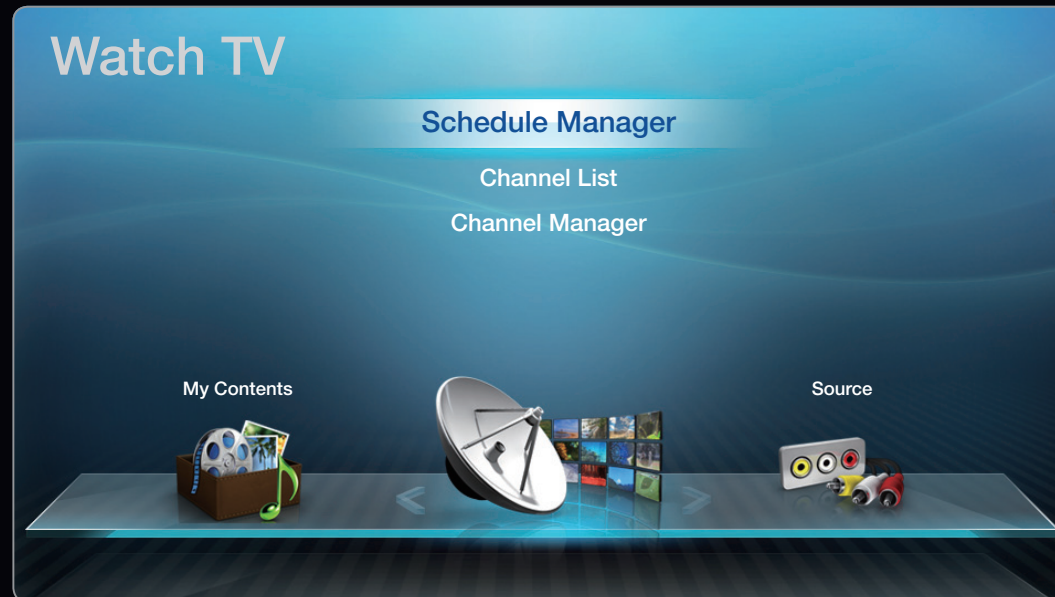 Watch TV
Schedule Manager
Channel List
Channel Manager
My Contents
Source